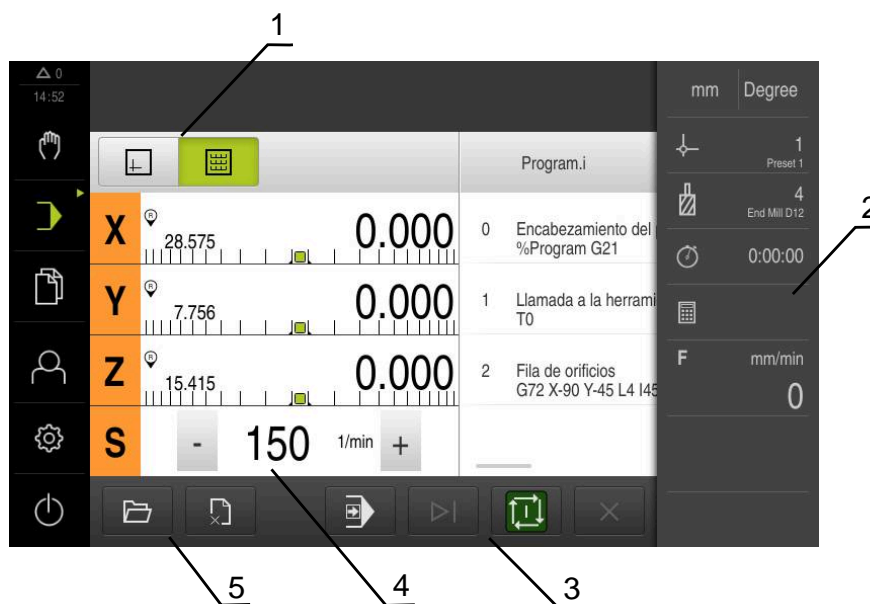 1
0
14:52
mm Degree
1
Preset 1
Program.i
4
End Mill D12
X R 28.575 0.000
0 Encabezamiento del
%Program G21
2
0:00:00
Y R 7.756 0.000
1 Llamada a la herrami
T0
Z R 15.415 0.000
2 Fila de orificios
G72 X-90 Y-45 L4 I45
F mm/min
0
S - 150 1/min +
I
5 4 3